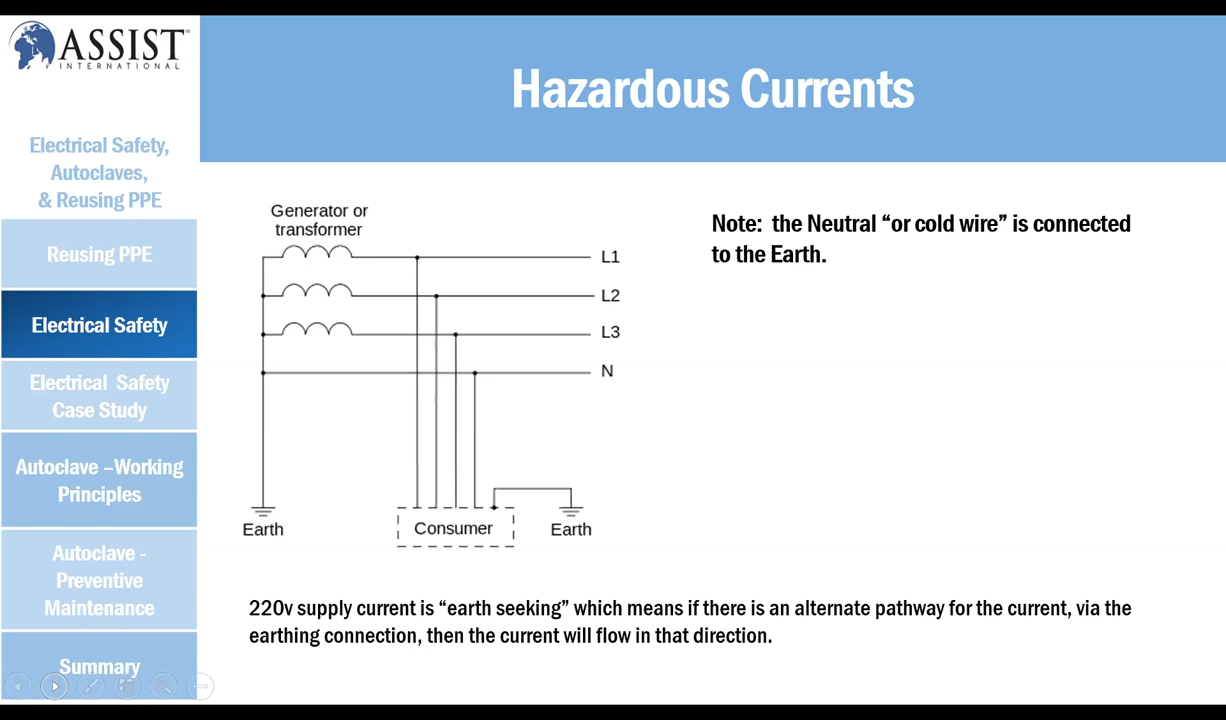 ASSIST
INTERNATIONAL
Hazardous Currents
Electrical Safety,
Autoclaves,
& Reusing PPE
Reusing PPE
Electrical Safety
Electrical Safety
Case Study
Autoclave –Working
Principles
Autoclave -
Preventive
Maintenance
Summary
Generator or
transformer
L1
L2
L3
N
Earth
Consumer
Earth
Note: the Neutral “or cold wire” is connected
to the Earth.
220v supply current is “earth seeking” which means if there is an alternate pathway for the current, via the
earthing connection, then the current will flow in that direction.